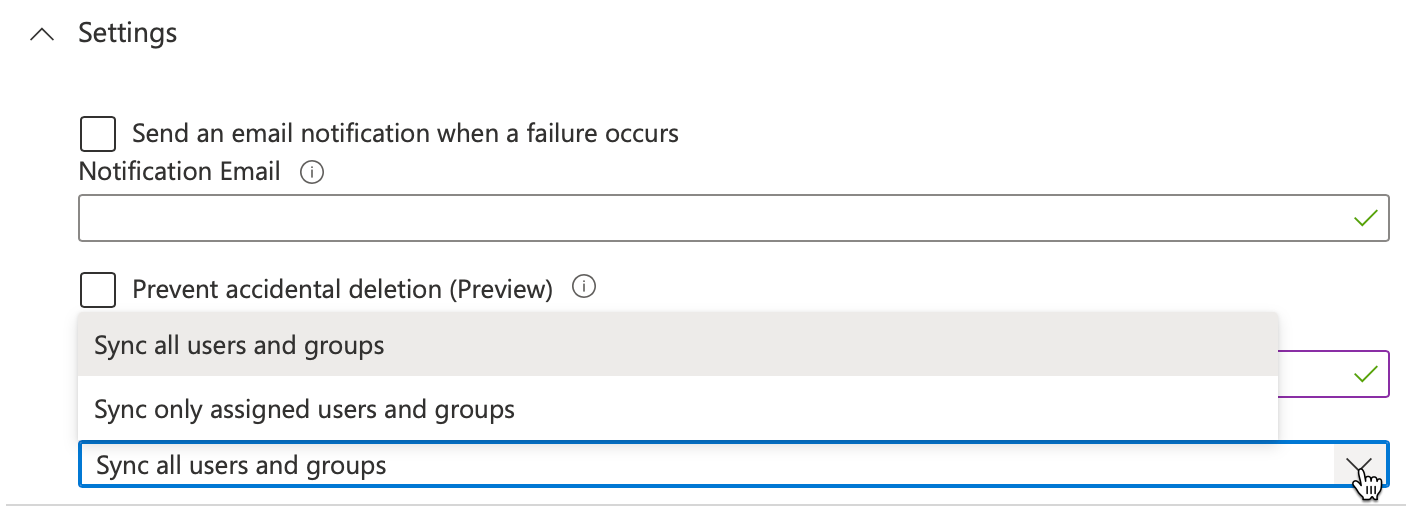 Settings
Send an email notification when a failure occurs
Notification Email
Prevent accidental deletion (Preview)
Sync all users and groups
Sync only assigned users and groups
Sync all users and groups